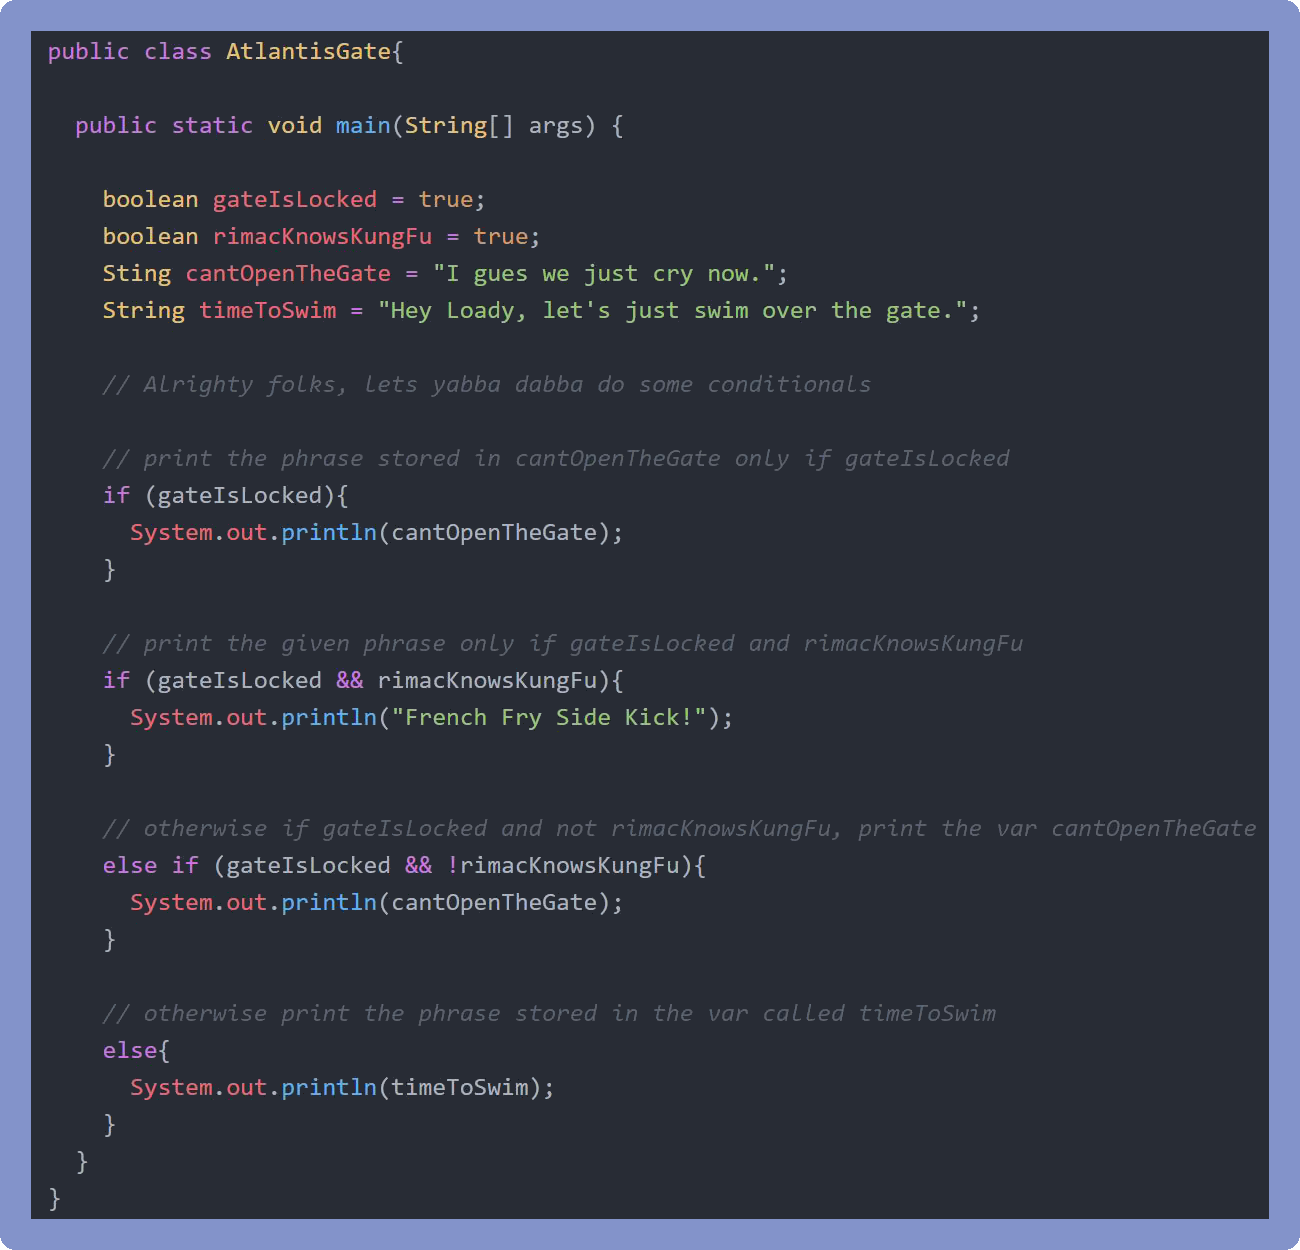 public class AtlantisGate{
public static void main(String[] args) {
boolean gateIsLocked = true;
boolean rimacKnowsKungFu = true;
Sting cantOpenTheGate = "I gues we just cry now.";
String timeToSwim = "Hey Loady, let's just swim over the gate.";
// Alrighty folks, lets yabba dabba do some conditionals
// print the phrase stored in cantOpenTheGate only if gateIsLocked
if (gateIsLocked){
System.out.println(cantOpenTheGate);
}
// print the given phrase only if gateIsLocked and rimacKnowsKungFu
if (gateIsLocked && rimacKnowsKungFu){
System.out.println("French Fry Side Kick!");
}
// otherwise if gateIsLocked and not rimacKnowsKungFu, print the var cantOpenTheGate
else if (gateIsLocked && !rimacKnowsKungFu){
System.out.println(cantOpenTheGate);
}
// otherwise print the phrase stored in the var called timeToSwim
else{
System.out.println(timeToSwim);
}
}
}